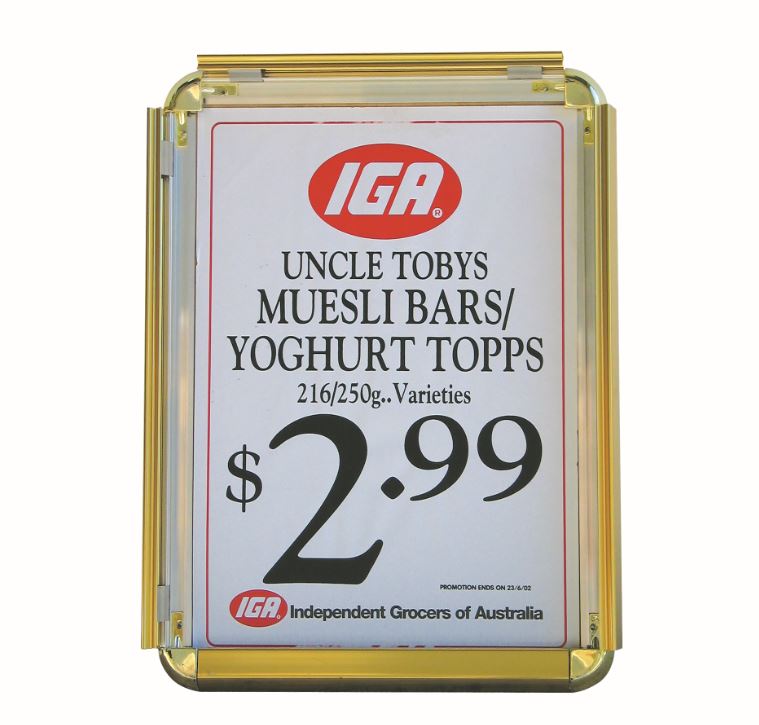 IGA®
UNCLE TOBYS
MUESLI BARS/
YOGHURT TOPPS
216/250g..Varieties
$2.99
PROMOTION ENDS ON 23/6/02
IGA® Independent Grocers of Australia